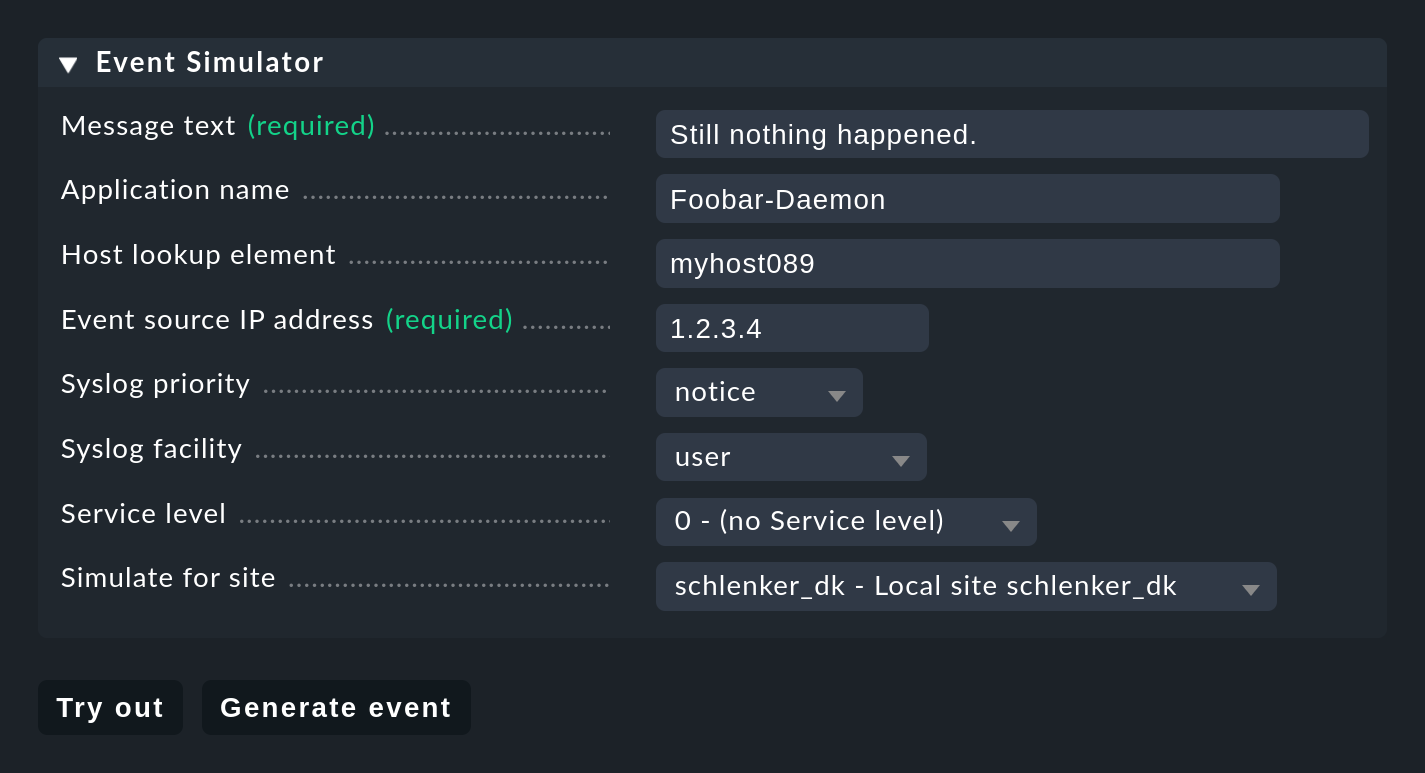 Event Simulator
Message text (required) Still nothing happened.
Application name Foobar-Daemon
Host lookup element myhost089
Event source IP address (required) 1.2.3.4
Syslog priority notice
Syslog facility user
Service level 0 - (no Service level)
Simulate for site schlenker_dk - Local site schlenker_dk
Try out Generate event